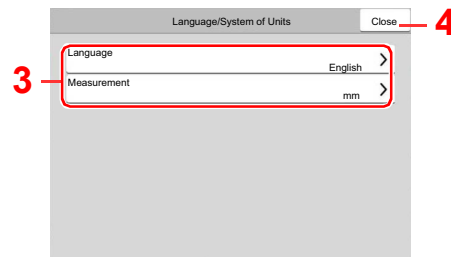 Language/System of Units
Close
4
3
Language
English
Measurement
mm